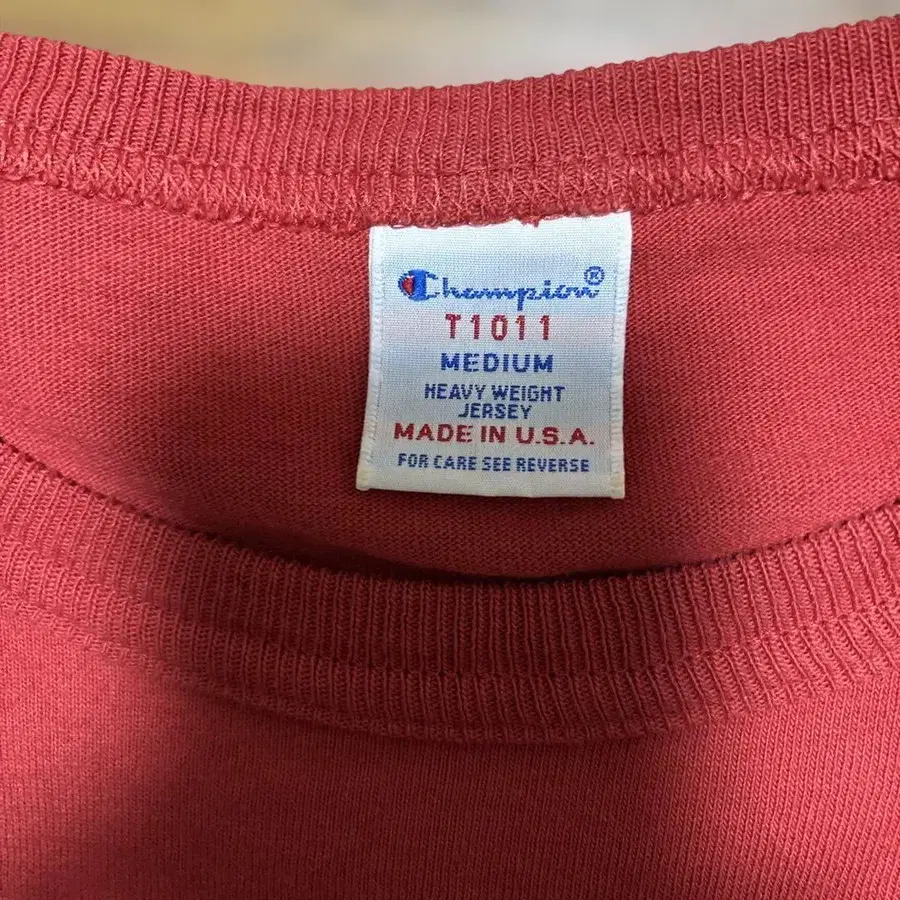 Champion®
T1011
MEDIUM
HEAVY WEIGHT
JERSEY
MADE IN U.S.A.
FOR CARE SEE REVERSE